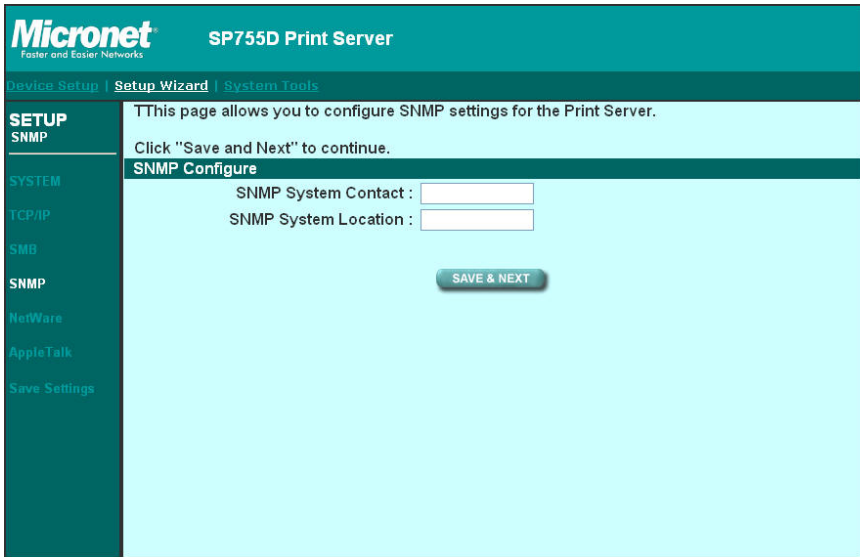 Micronet
Faster and Easier Networks
SP755D Print Server
Device Setup | Setup Wizard | System Tools
SETUP
SNMP
SYSTEM
TCP/IP
SMB
SNMP
NetWare
AppleTalk
Save Settings
TThis page allows you to configure SNMP settings for the Print Server.
Click "Save and Next" to continue.
SNMP Configure
SNMP System Contact :
SNMP System Location :
SAVE & NEXT